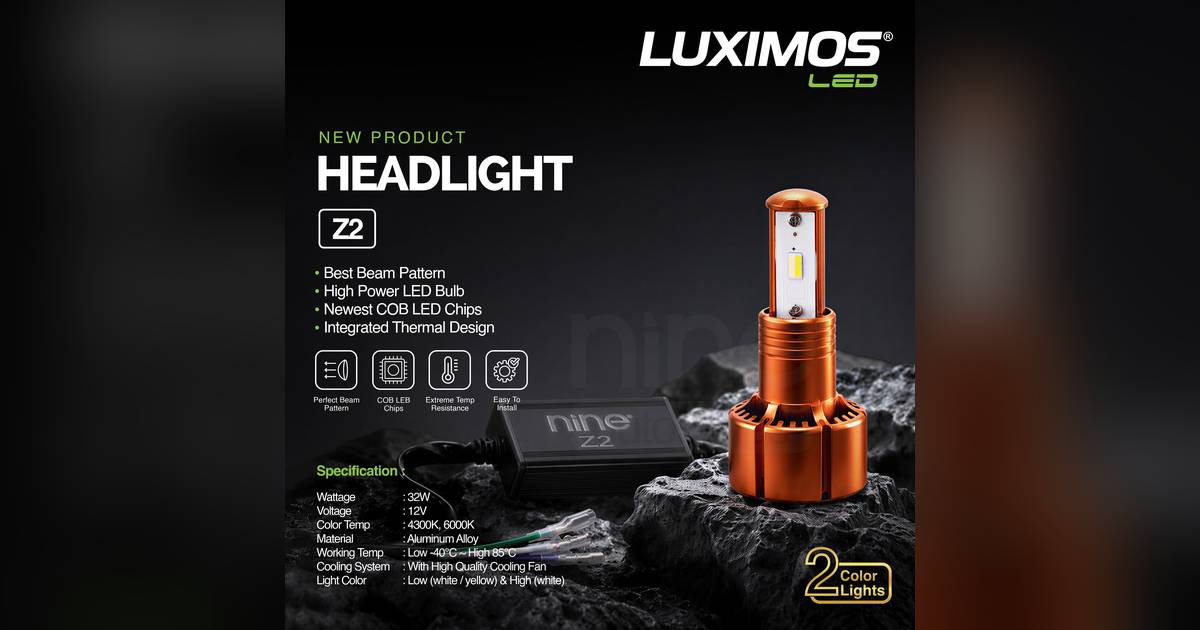 LUXIMOS®
LED
NEW PRODUCT
HEADLIGHT
Z2
• Best Beam Pattern
• High Power LED Bulb
• Newest COB LED Chips
• Integrated Thermal Design
Perfect Beam
Pattern
COB LEB
Chips
Extreme Temp
Resistance
Easy To
Install
nine
nine®
Z2
Specification :
Wattage : 32W
Voltage : 12V
Color Temp : 4300K, 6000K
Material : Aluminum Alloy
Working Temp : Low -40°C ~ High 85°C
Cooling System : With High Quality Cooling Fan
Light Color : Low (white / yellow) & High (white)
2 Color
Lights